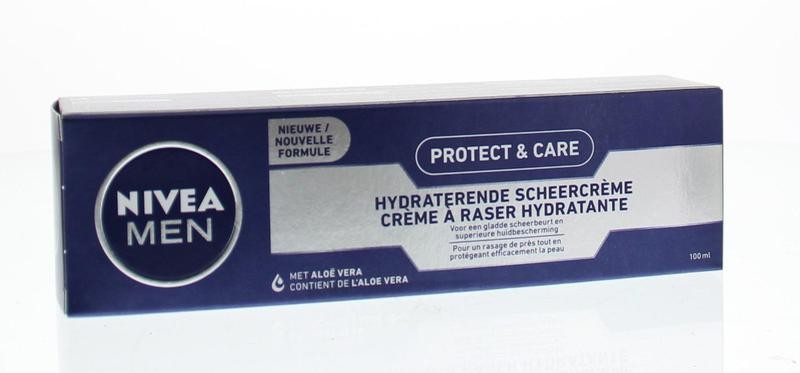 NIVEA
MEN
NIEUWE /
NOUVELLE
FORMULE
PROTECT & CARE
HYDRATERENDE SCHEERCRÈME
CRÈME À RASER HYDRATANTE
Voor een gladde scheerbeurt en
superieure huidbescherming
Pour un rasage de près tout en
protégeant efficacement la peau
MET ALOË VERA
CONTIENT DE L'ALOE VERA
100 ml